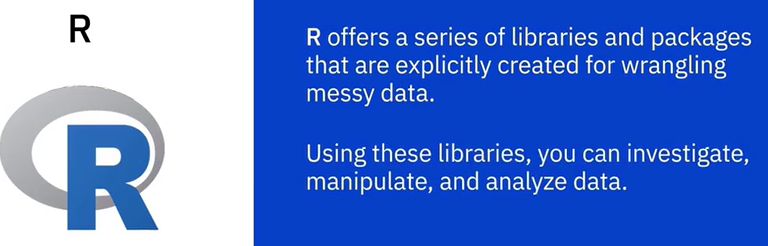 R
R
R offers a series of libraries and packages
that are explicitly created for wrangling
messy data.
Using these libraries, you can investigate,
manipulate, and analyze data.